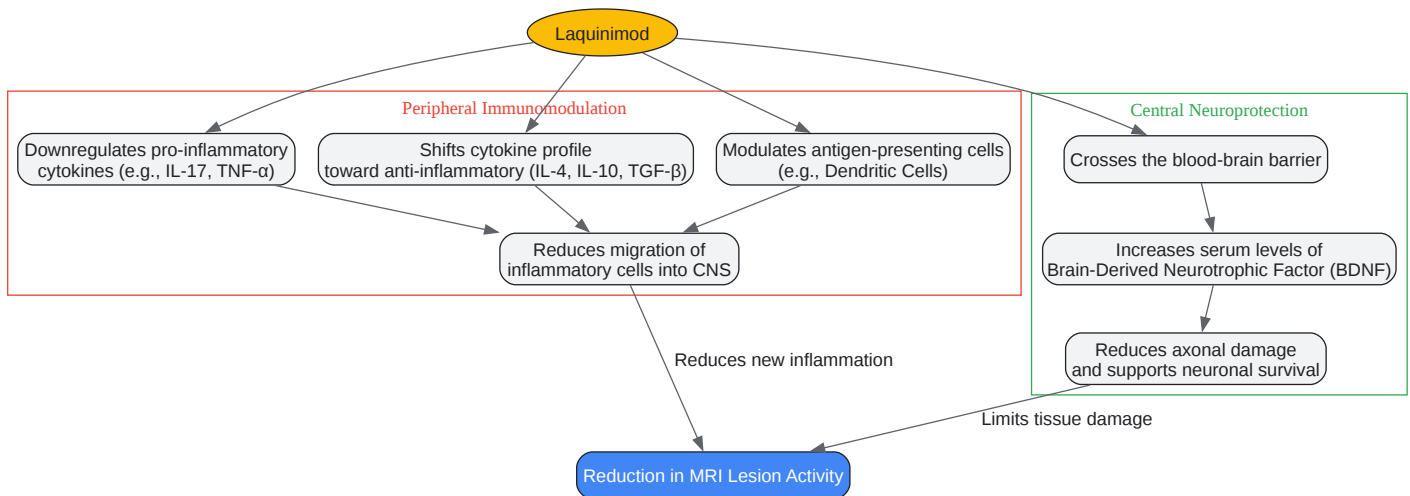 Laquinimod
Peripheral Immunomodulation
Central Neuroprotection
Downregulates pro-inflammatory
cytokines (e.g., IL-17, TNF-α)
Shifts cytokine profile
toward anti-inflammatory (IL-4, IL-10, TGF-β)
Modulates antigen-presenting cells
(e.g., Dendritic Cells)
Crosses the blood-brain barrier
Reduces migration of
inflammatory cells into CNS
Increases serum levels of
Brain-Derived Neurotrophic Factor (BDNF)
Reduces new inflammation
Reduces axonal damage
and supports neuronal survival
Limits tissue damage
Reduction in MRI Lesion Activity